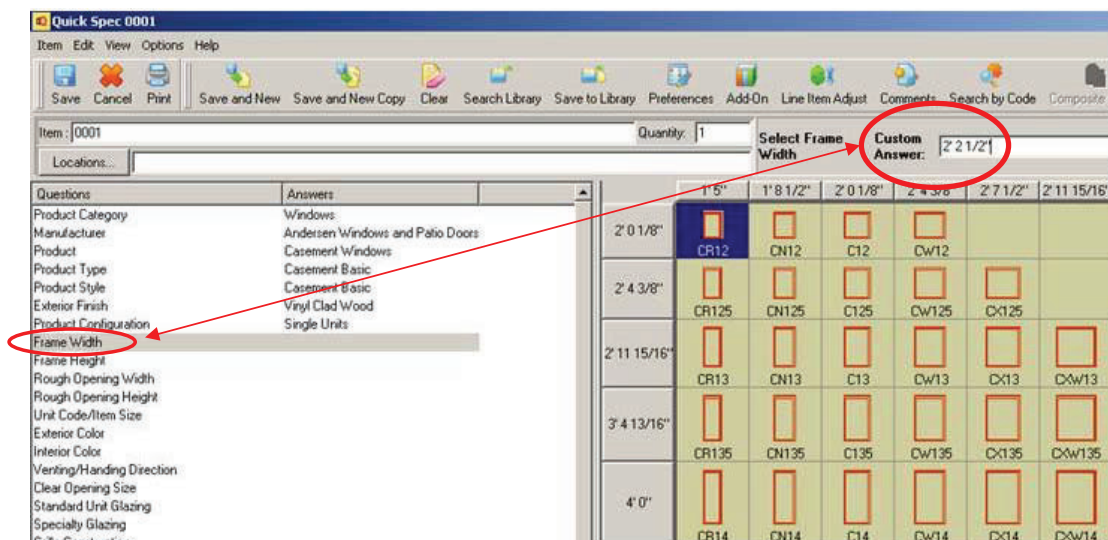 Quick Spec 0001
Item Edit View Options Help
Save Cancel Print Save and New Save and New Copy Clear Search Library Save to Library Preferences Add-On Line Item Adjust Comments Search by Code Composite
Item : 0001 Quantity: 1
Select Frame Width Custom Answer: 2' 2 1/2"
Locations...
Questions Answers
Product Category Windows
Manufacturer Andersen Windows and Patio Doors
Product Casement Windows
Product Type Casement Basic
Product Style Casement Basic
Exterior Finish Vinyl Clad Wood
Product Configuration Single Units
Frame Width
Frame Height
Rough Opening Width
Rough Opening Height
Unit Code/Item Size
Exterior Color
Interior Color
Venting/Handing Direction
Clear Opening Size
Standard Unit Glazing
Specialty Glazing
1' 5" 1' 8 1/2" 2' 0 1/8" 2' 4 3/8" 2' 7 1/2" 2' 11 15/16"
2' 0 1/8"
CR12 CN12 C12 CW12
2' 4 3/8"
CR125 CN125 C125 CW125 CX125
2' 11 15/16"
CR13 CN13 C13 CW13 CX13 CXW13
3' 4 13/16"
CR135 CN135 C135 CW135 CX135 CXW135
4' 0"
CR14 CN14 C14 CW14 CX14 CXW14